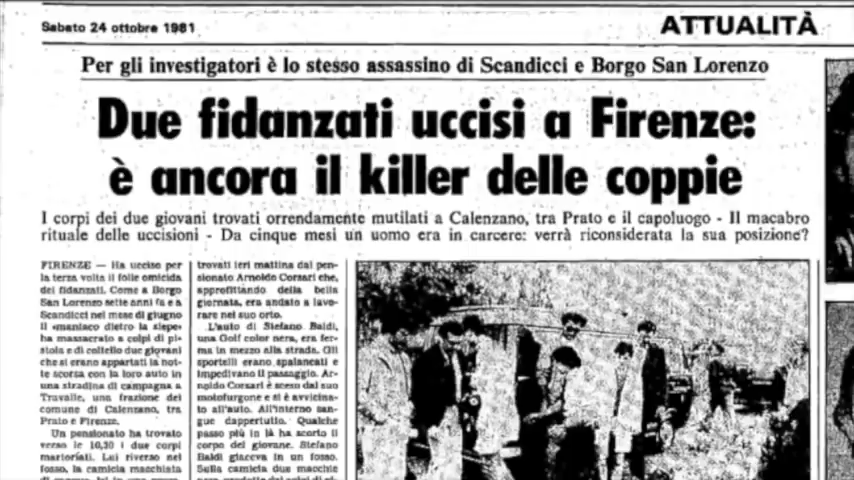 Sabato 24 ottobre 1981
ATTUALITÀ
Per gli investigatori è lo stesso assassino di Scandicci e Borgo San Lorenzo
Due fidanzati uccisi a Firenze:
è ancora il killer delle coppie
I corpi dei due giovani trovati orrendamente mutilati a Calenzano, tra Prato e il capoluogo - Il macabro
rituale delle uccisioni - Da cinque mesi un uomo era in carcere: verrà riconsiderata la sua posizione?
FIRENZE — Ha ucciso per
la terza volta il folle omicida
dei fidanzati. Come a Borgo
San Lorenzo sette anni fa e a
Scandicci nel mese di giugno
il «maniaco dietro la siepe»
ha massacrato a colpi di pi-
stola e di coltello due giovani
che si erano appartati la not-
te scorsa con la loro auto in
una stradina di campagna a
Travalle, una frazione del
comune di Calenzano, tra
Prato e Firenze.
Un pensionato ha trovato
verso le 10,30 i due corpi
martoriati. Lui riverso nel
fosso, la camicia macchiata
trovati ieri mattina dal pen-
sionato Arnoldo Corsari che,
approfittando della bella
giornata, era andato a lavo-
rare nel suo orto.
L'auto di Stefano Baldi,
una Golf color nera, era fer-
ma in mezzo alla strada. Gli
sportelli erano spalancati e
impedivano il passaggio. Ar-
noldo Corsari è sceso dal suo
motofurgone e si è avvicina-
to all'auto. All'interno san-
gue dappertutto. Qualche
passo più in là ha scorto il
corpo del giovane. Stefano
Baldi giaceva in un fosso.
Sulla camicia due macchie